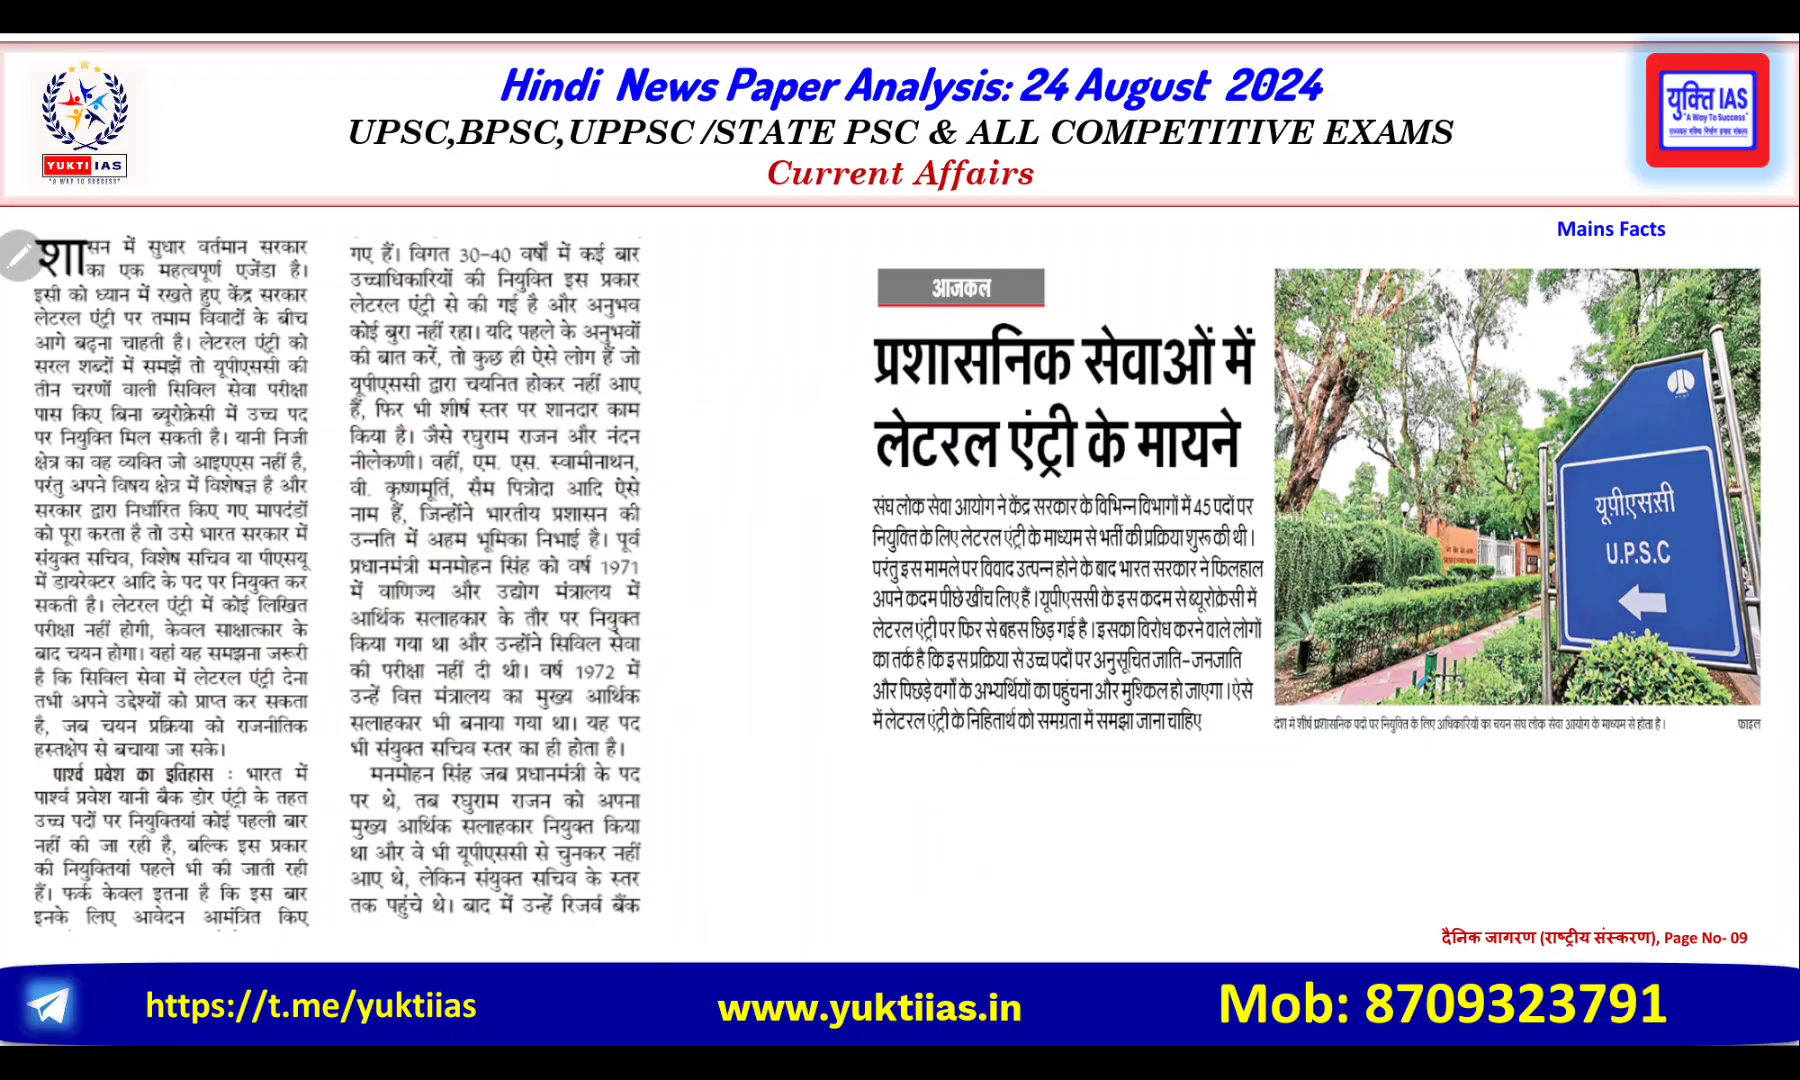 Hindi News Paper Analysis: 24 August 2024
UPSC,BPSC,UPPSC /STATE PSC & ALL COMPETITIVE EXAMS
Current Affairs
YUKTI IAS
"A WAY TO SUCCESS"
युक्ति IAS
"A Way To Success"
Mains Facts
शासन में सुधार वर्तमान सरकार
का एक महत्वपूर्ण एजेंडा है।
इसी को ध्यान में रखते हुए केंद्र सरकार
लेटरल एंट्री पर तमाम विवादों के बीच
आगे बढ़ना चाहती है। लेटरल एंट्री को
सरल शब्दों में समझें तो यूपीएससी की
तीन चरणों वाली सिविल सेवा परीक्षा
पास किए बिना ब्यूरोक्रेसी में उच्च पद
पर नियुक्ति मिल सकती है। यानी निजी
क्षेत्र का वह व्यक्ति जो आइएएस नहीं है,
परंतु अपने विषय क्षेत्र में विशेषज्ञ है और
सरकार द्वारा निर्धारित किए गए मापदंडों
को पूरा करता है तो उसे भारत सरकार में
संयुक्त सचिव, विशेष सचिव या पीएसयू
में डायरेक्टर आदि के पद पर नियुक्त कर
सकती है। लेटरल एंट्री में कोई लिखित
परीक्षा नहीं होगी, केवल साक्षात्कार के
बाद चयन होगा। यहां यह समझना जरूरी
है कि सिविल सेवा में लेटरल एंट्री देना
तभी अपने उद्देश्यों को प्राप्त कर सकता
है, जब चयन प्रक्रिया को राजनीतिक
हस्तक्षेप से बचाया जा सके।
पार्श्व प्रवेश का इतिहास : भारत में
पार्श्व प्रवेश यानी बैक डोर एंट्री के तहत
उच्च पदों पर नियुक्तियां कोई पहली बार
नहीं की जा रही है, बल्कि इस प्रकार
की नियुक्तियां पहले भी की जाती रही
हैं। फर्क केवल इतना है कि इस बार
इनके लिए आवेदन आमंत्रित किए
गए हैं। विगत 30-40 वर्षों में कई बार
उच्चाधिकारियों की नियुक्ति इस प्रकार
लेटरल एंट्री से की गई है और अनुभव
कोई बुरा नहीं रहा। यदि पहले के अनुभवों
की बात करें, तो कुछ ही ऐसे लोग हैं जो
यूपीएससी द्वारा चयनित होकर नहीं आए
हैं, फिर भी शीर्ष स्तर पर शानदार काम
किया है। जैसे रघुराम राजन और नंदन
नीलेकणी। वहीं, एम. एस. स्वामीनाथन,
वी. कृष्णमूर्ति, सैम पित्रोदा आदि ऐसे
नाम हैं, जिन्होंने भारतीय प्रशासन की
उन्नति में अहम भूमिका निभाई है। पूर्व
प्रधानमंत्री मनमोहन सिंह को वर्ष 1971
में वाणिज्य और उद्योग मंत्रालय में
आर्थिक सलाहकार के तौर पर नियुक्त
किया गया था और उन्होंने सिविल सेवा
की परीक्षा नहीं दी थी। वर्ष 1972 में
उन्हें वित्त मंत्रालय का मुख्य आर्थिक
सलाहकार भी बनाया गया था। यह पद
भी संयुक्त सचिव स्तर का ही होता है।
मनमोहन सिंह जब प्रधानमंत्री के पद
पर थे, तब रघुराम राजन को अपना
मुख्य आर्थिक सलाहकार नियुक्त किया
था और वे भी यूपीएससी से चुनकर नहीं
आए थे, लेकिन संयुक्त सचिव के स्तर
तक पहुंचे थे। बाद में उन्हें रिजर्व बैंक
आजकल
प्रशासनिक सेवाओं में
लेटरल एंट्री के मायने
संघ लोक सेवा आयोग ने केंद्र सरकार के विभिन्न विभागों में 45 पदों पर
नियुक्ति के लिए लेटरल एंट्री के माध्यम से भर्ती की प्रक्रिया शुरू की थी।
परंतु इस मामले पर विवाद उत्पन्न होने के बाद भारत सरकार ने फिलहाल
अपने कदम पीछे खींच लिए हैं। यूपीएससी के इस कदम से ब्यूरोक्रेसी में
लेटरल एंट्री पर फिर से बहस छिड़ गई है। इसका विरोध करने वाले लोगों
का तर्क है कि इस प्रक्रिया से उच्च पदों पर अनुसूचित जाति-जनजाति
और पिछड़े वर्गों के अभ्यर्थियों का पहुंचना और मुश्किल हो जाएगा। ऐसे
में लेटरल एंट्री के निहितार्थ को समग्रता में समझा जाना चाहिए
यूपीएससी
U.P.S.C
देश में शीर्ष प्रशासनिक पदों पर नियुक्ति के लिए अधिकारियों का चयन संघ लोक सेवा आयोग के माध्यम से होता है। फाइल
दैनिक जागरण (राष्ट्रीय संस्करण), Page No- 09
https://t.me/yuktiias
www.yuktiias.in
Mob: 8709323791